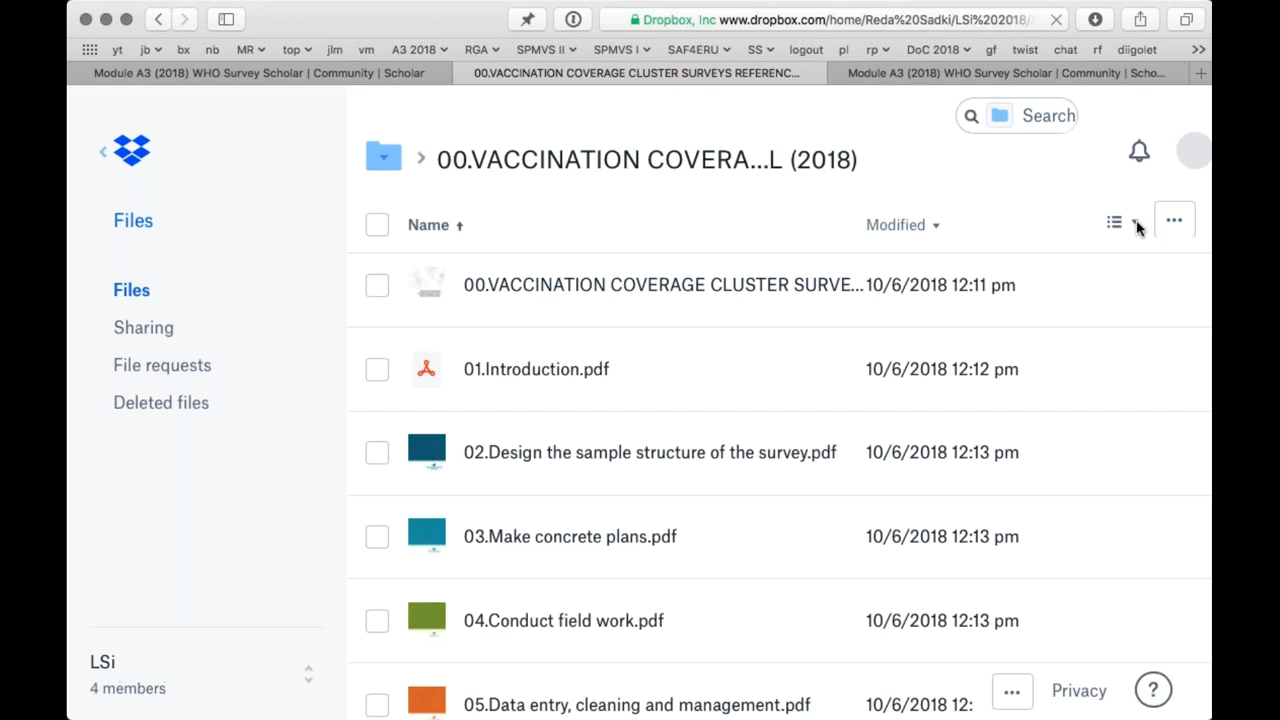 Dropbox, Inc www.dropbox.com/home/Reda%20Sadki/LSi%202018/
yt jb bx nb MR top jlm vm A3 2018 RGA SPMVS II SPMVS I SAF4ERU SS logout pl rp DoC 2018 gf twist chat rf diigolet >>
Module A3 (2018) WHO Survey Scholar | Community | Scholar
00.VACCINATION COVERAGE CLUSTER SURVEYS REFERENC...
Module A3 (2018) WHO Survey Scholar | Community | Scho...
Search
00.VACCINATION COVERA...L (2018)
Files
Name Modified
Files
00.VACCINATION COVERAGE CLUSTER SURVE... 10/6/2018 12:11 pm
Sharing
File requests
01.Introduction.pdf 10/6/2018 12:12 pm
Deleted files
02.Design the sample structure of the survey.pdf 10/6/2018 12:13 pm
03.Make concrete plans.pdf 10/6/2018 12:13 pm
04.Conduct field work.pdf 10/6/2018 12:13 pm
LSi
4 members
05.Data entry, cleaning and management.pdf 10/6/2018 12:
Privacy ?